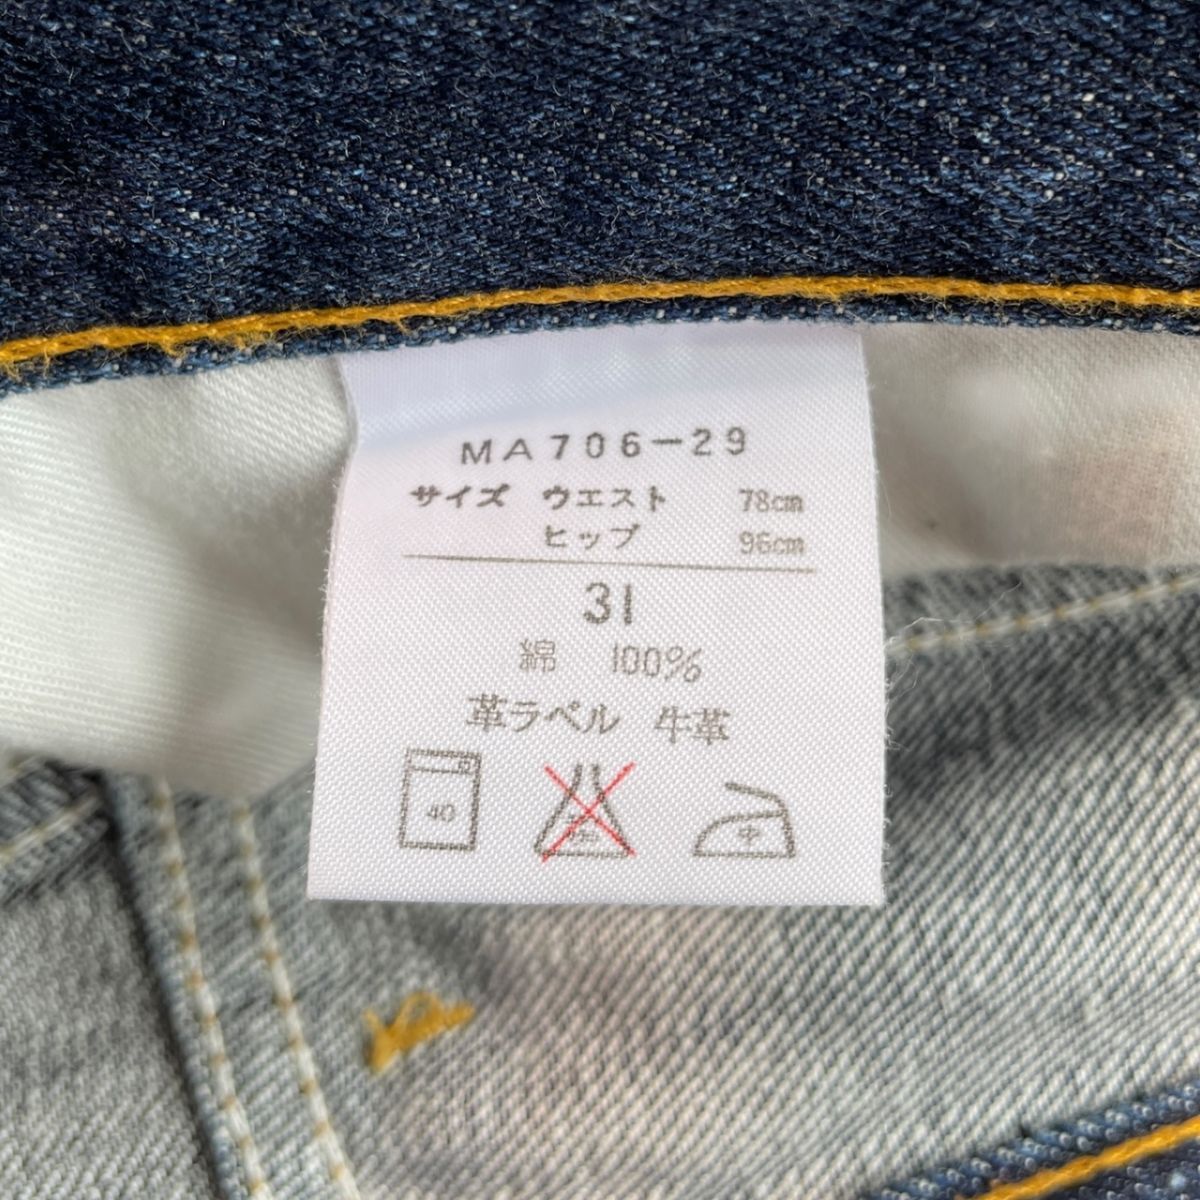 MA706-29
サイズ ウエスト 78cm
ヒップ 96cm
31
綿 100%
革ラベル 牛革
40 中